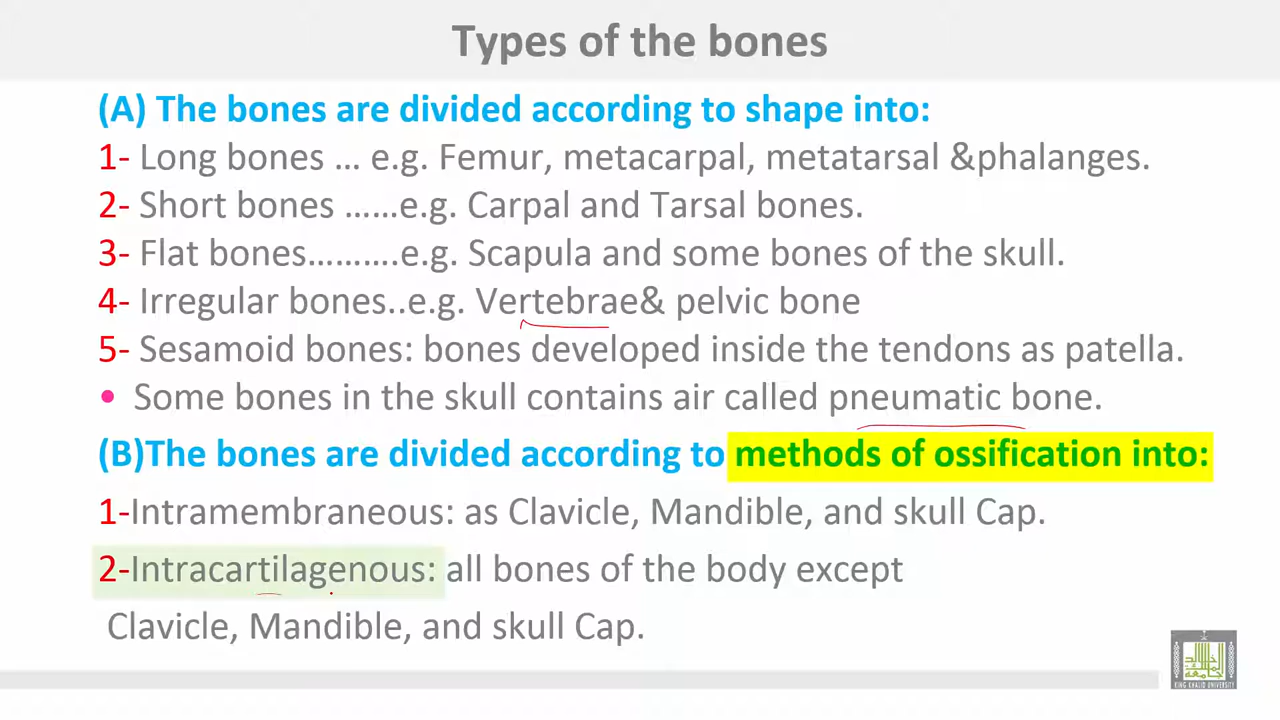 Types of the bones
(A) The bones are divided according to shape into:
1- Long bones … e.g. Femur, metacarpal, metatarsal &phalanges.
2- Short bones ……e.g. Carpal and Tarsal bones.
3- Flat bones……….e.g. Scapula and some bones of the skull.
4- Irregular bones..e.g. Vertebrae& pelvic bone
5- Sesamoid bones: bones developed inside the tendons as patella.
• Some bones in the skull contains air called pneumatic bone.
(B)The bones are divided according to methods of ossification into:
1-Intramembraneous: as Clavicle, Mandible, and skull Cap.
2-Intracartilagenous: all bones of the body except
Clavicle, Mandible, and skull Cap.
KING KHALID UNIVERSITY